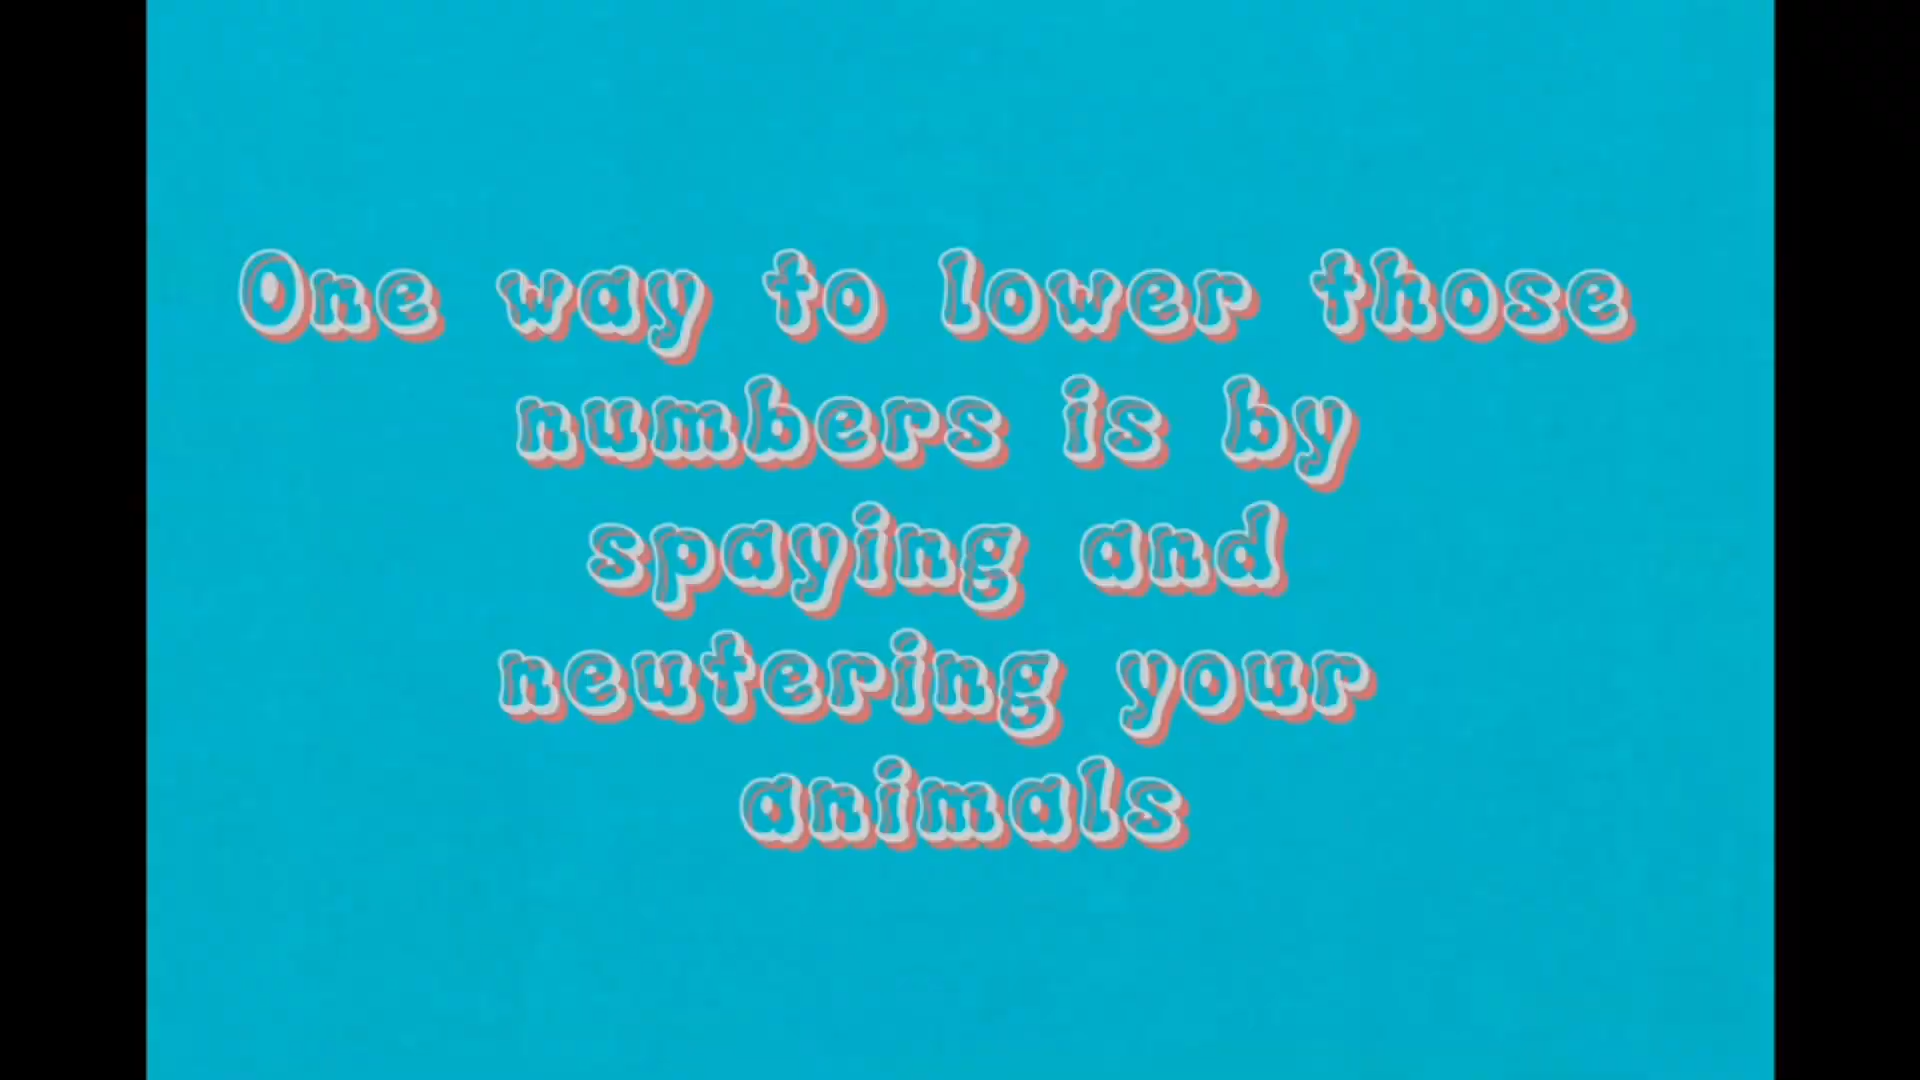 One way to lower those
numbers is by
spaying and
neutering your
animals